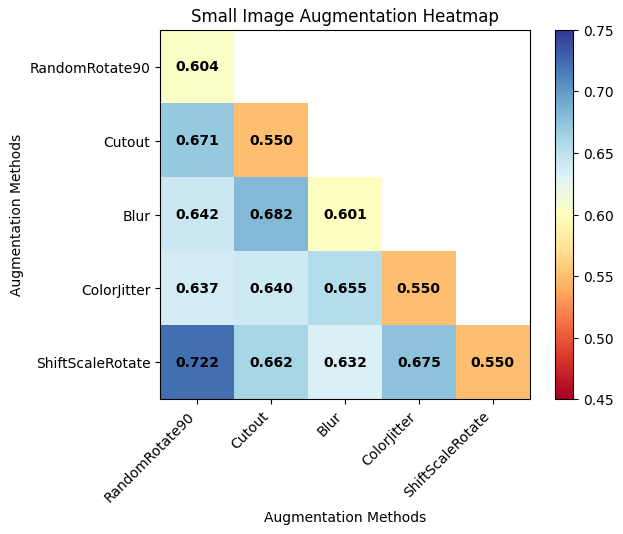 Small Image Augmentation Heatmap
Augmentation Methods
RandomRotate90
0.604
Cutout
0.671 0.550
Blur
0.642 0.682 0.601
ColorJitter
0.637 0.640 0.655 0.550
ShiftScaleRotate
0.722 0.662 0.632 0.675 0.550
RandomRotate90
Cutout
Blur
ColorJitter
ShiftScaleRotate
Augmentation Methods
0.75
0.70
0.65
0.60
0.55
0.50
0.45